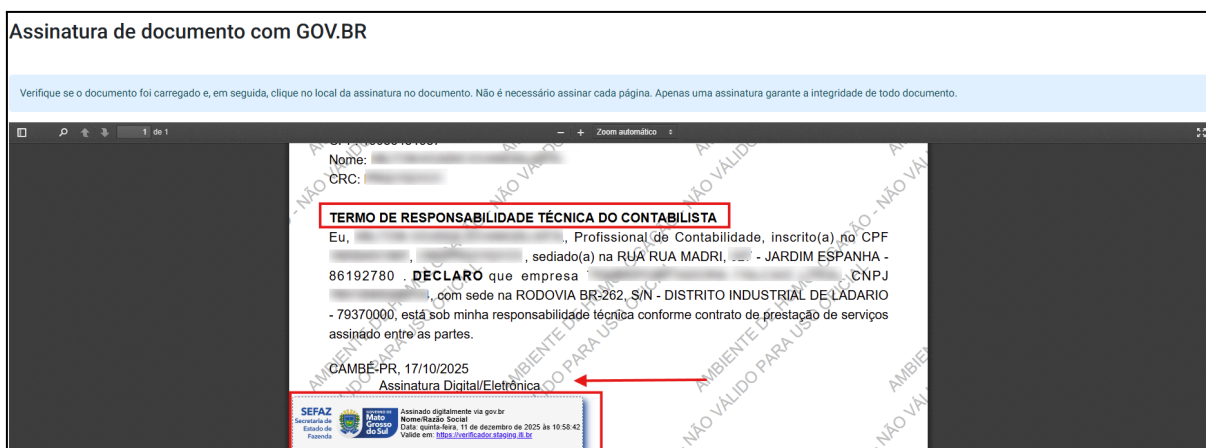 Assinatura de documento com GOV.BR
Verifique se o documento foi carregado e, em seguida, clique no local da assinatura no documento. Não é necessário assinar cada página. Apenas uma assinatura garante a integridade de todo documento.
1 de 1 − + Zoom automático
Nome:
CRC:
TERMO DE RESPONSABILIDADE TÉCNICA DO CONTABILISTA
Eu, , Profissional de Contabilidade, inscrito(a) no CPF
, , sediado(a) na RUA RUA MADRI, - JARDIM ESPANHA -
86192780 . DECLARO que empresa , CNPJ
, com sede na RODOVIA BR-262, S/N - DISTRITO INDUSTRIAL DE LADARIO
- 79370000, está sob minha responsabilidade técnica conforme contrato de prestação de serviços
assinado entre as partes.
CAMBÉ-PR, 17/10/2025
Assinatura Digital/Eletrônica
SEFAZ
Secretaria de
Estado de
Fazenda
GOVERNO DE
Mato
Grosso
do Sul
Assinado digitalmente via gov.br
Nome/Razão Social
Data: quinta-feira, 11 de dezembro de 2025 às 10:58:42
Valide em: https://verificador.staging.iti.br
AMBIENTE DE HOMOLOGAÇÃO - NÃO VÁLIDO PARA USO OFICIAL